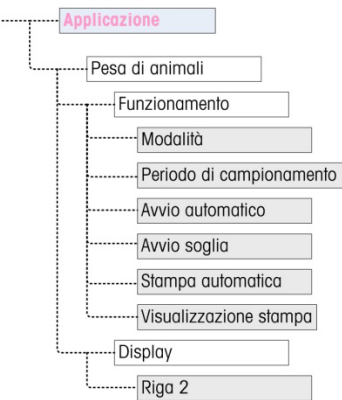 Applicazione
Pesa di animali
Funzionamento
Modalità
Periodo di campionamento
Avvio automatico
Avvio soglia
Stampa automatica
Visualizzazione stampa
Display
Riga 2